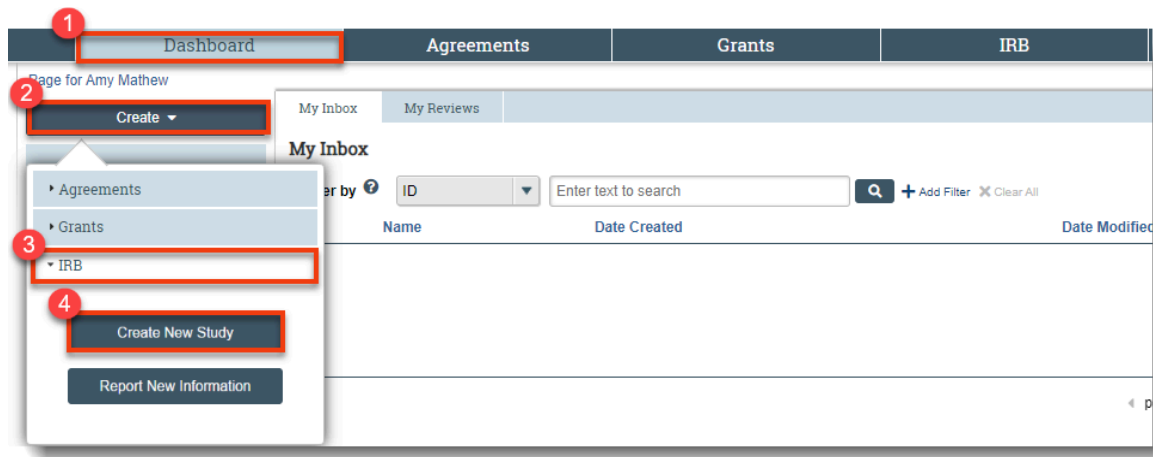 1
Dashboard Agreements Grants IRB
Page for Amy Mathew
2
Create
My Inbox My Reviews
My Inbox
Agreements
er by ? ID Enter text to search + Add Filter Clear All
Grants
Name Date Created Date Modified
3
IRB
4
Create New Study
Report New Information
p